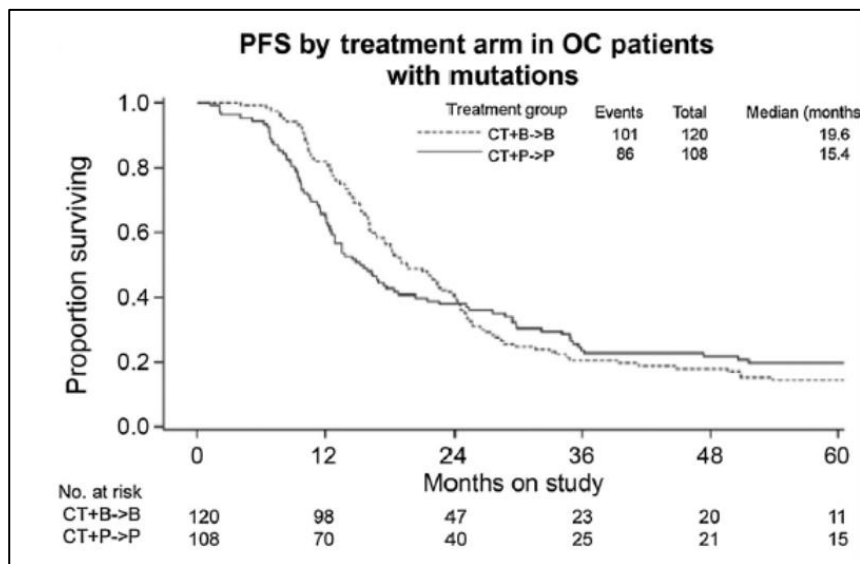 PFS by treatment arm in OC patients
with mutations
Treatment group Events Total Median (months
CT+B->B 101 120 19.6
CT+P->P 86 108 15.4
Proportion surviving
1.0
0.8
0.6
0.4
0.2
0.0
0 12 24 36 48 60
Months on study
No. at risk
CT+B->B 120 98 47 23 20 11
CT+P->P 108 70 40 25 21 15